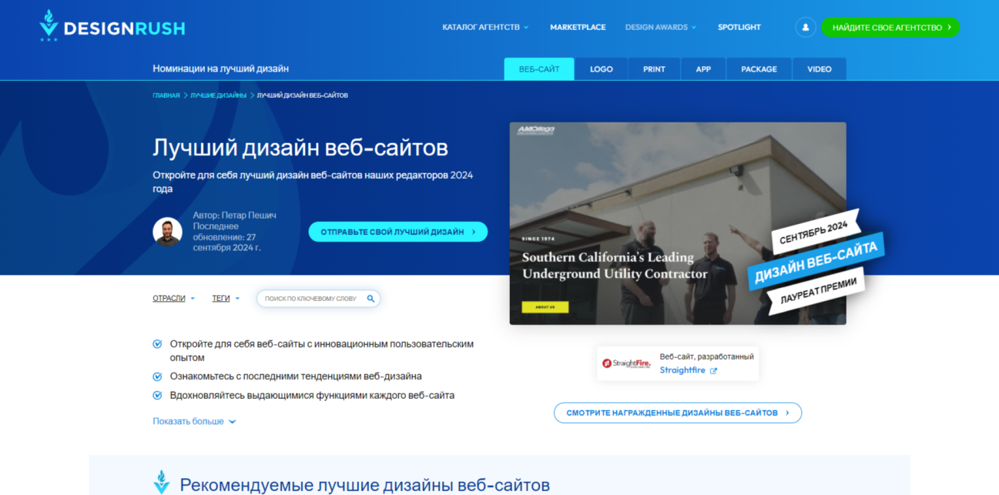 DESIGNRUSH
КАТАЛОГ АГЕНТСТВ
MARKETPLACE
DESIGN AWARDS
SPOTLIGHT
НАЙДИТЕ СВОЕ АГЕНТСТВО
Номинации на лучший дизайн
ВЕБ-САЙТ
LOGO
PRINT
APP
PACKAGE
VIDEO
ГЛАВНАЯ
ЛУЧШИЕ ДИЗАЙНЫ
ЛУЧШИЙ ДИЗАЙН ВЕБ-САЙТОВ
Лучший дизайн веб-сайтов
Откройте для себя лучший дизайн веб-сайтов наших редакторов 2024
года
Автор: Петар Пешич
Последнее
обновление: 27
сентября 2024 г.
ОТПРАВЬТЕ СВОЙ ЛУЧШИЙ ДИЗАЙН
SINCE 1974
Southern California's Leading
Underground Utility Contractor
ABOUT US
СЕНТЯБРЬ 2024
ДИЗАЙН ВЕБ-САЙТА
ЛАУРЕАТ ПРЕМИИ
ОТРАСЛИ
ТЕГИ
ПОИСК ПО КЛЮЧЕВОМУ СЛОВУ
Откройте для себя веб-сайты с инновационным пользовательским
опытом
Ознакомьтесь с последними тенденциями веб-дизайна
Вдохновляйтесь выдающимися функциями каждого веб-сайта
Показать больше
StraightFire.
Веб-сайт, разработанный
Straightfire
СМОТРИТЕ НАГРАЖДЕННЫЕ ДИЗАЙНЫ ВЕБ-САЙТОВ
Рекомендуемые лучшие дизайны веб-сайтов